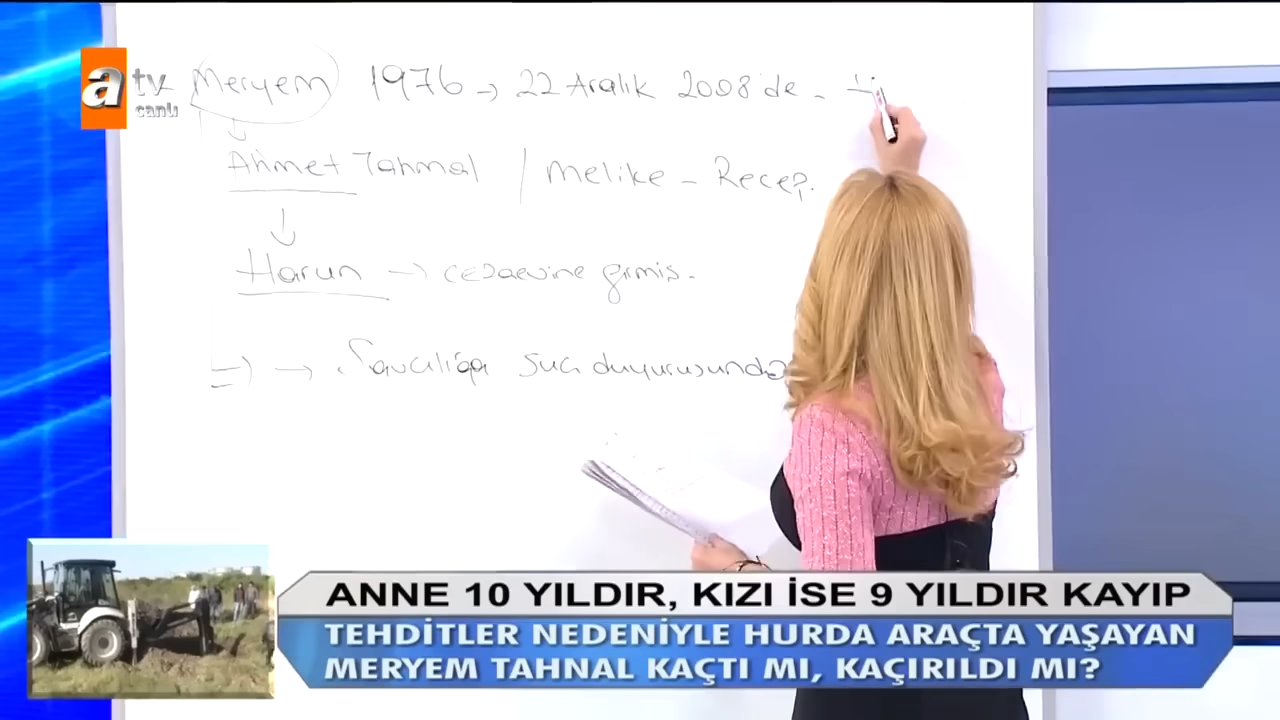 atv
canlı
Meryem 1976 → 22 Aralık 2008'de -
Ahmet Tahmal / Melike - Recep.
Harun → cezaevine girmiş.
→ Savcılığa suç duyurusunda
ANNE 10 YILDIR, KIZI İSE 9 YILDIR KAYIP
TEHDİTLER NEDENİYLE HURDA ARAÇTA YAŞAYAN
MERYEM TAHNAL KAÇTI MI, KAÇIRILDI MI?